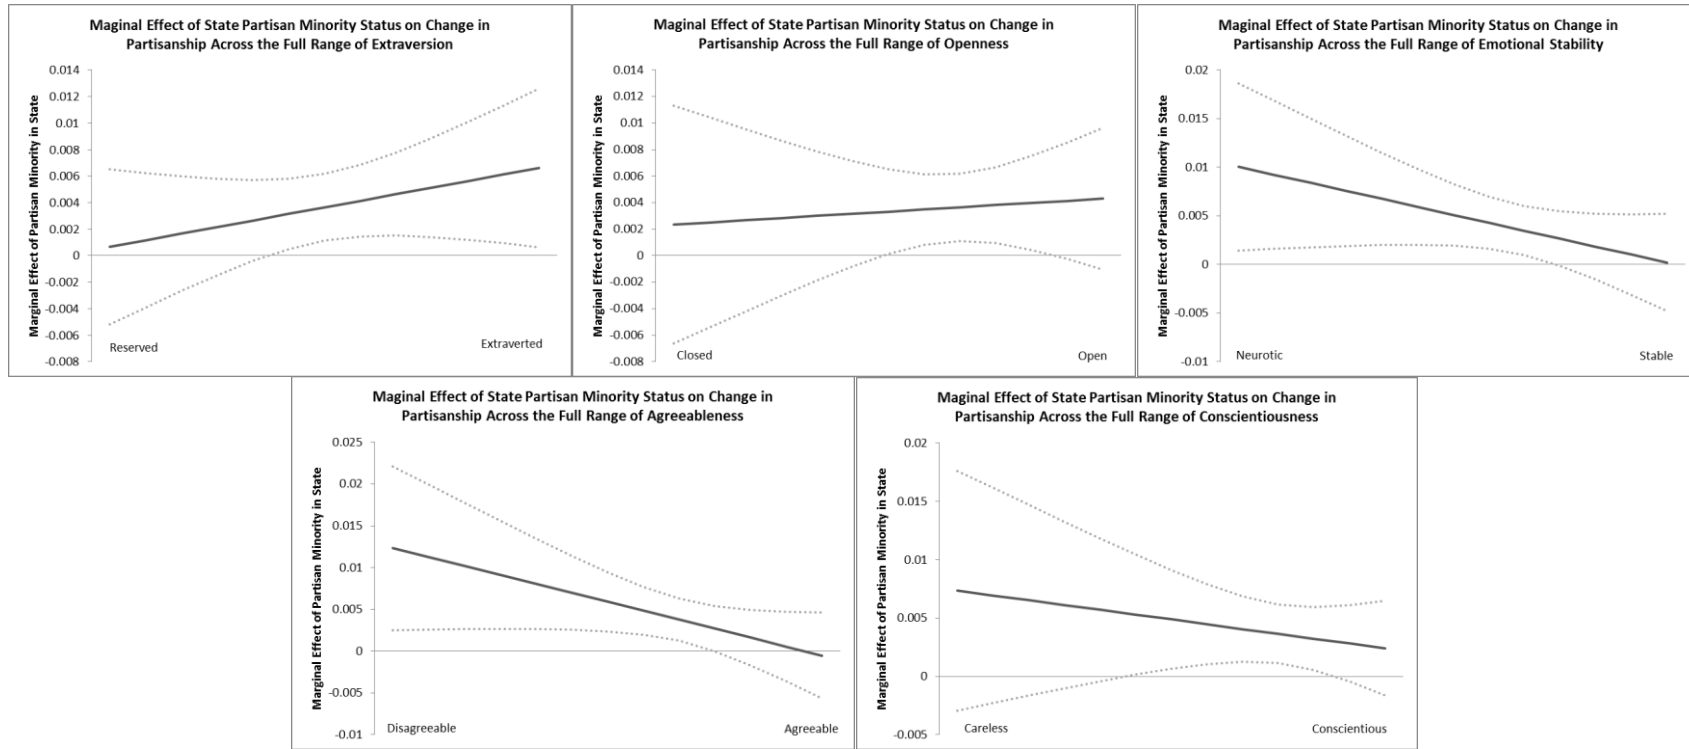 Maginal Effect of State Partisan Minority Status on Change in
Partisanship Across the Full Range of Extraversion
Marginal Effect of Partisan Minority in State
0.014
0.012
0.01
0.008
0.006
0.004
0.002
0
-0.002
-0.004
-0.006
-0.008
Reserved
Extraverted
Maginal Effect of State Partisan Minority Status on Change in
Partisanship Across the Full Range of Openness
Marginal Effect of Partisan Minority in State
0.014
0.012
0.01
0.008
0.006
0.004
0.002
0
-0.002
-0.004
-0.006
-0.008
Closed
Open
Maginal Effect of State Partisan Minority Status on Change in
Partisanship Across the Full Range of Emotional Stability
Marginal Effect of Partisan Minority in State
0.02
0.015
0.01
0.005
0
-0.005
-0.01
Neurotic
Stable
Maginal Effect of State Partisan Minority Status on Change in
Partisanship Across the Full Range of Agreeableness
Marginal Effect of Partisan Minority in State
0.025
0.02
0.015
0.01
0.005
0
-0.005
-0.01
Disagreeable
Agreeable
Maginal Effect of State Partisan Minority Status on Change in
Partisanship Across the Full Range of Conscientiousness
Marginal Effect of Partisan Minority in State
0.02
0.015
0.01
0.005
0
-0.005
Careless
Conscientious